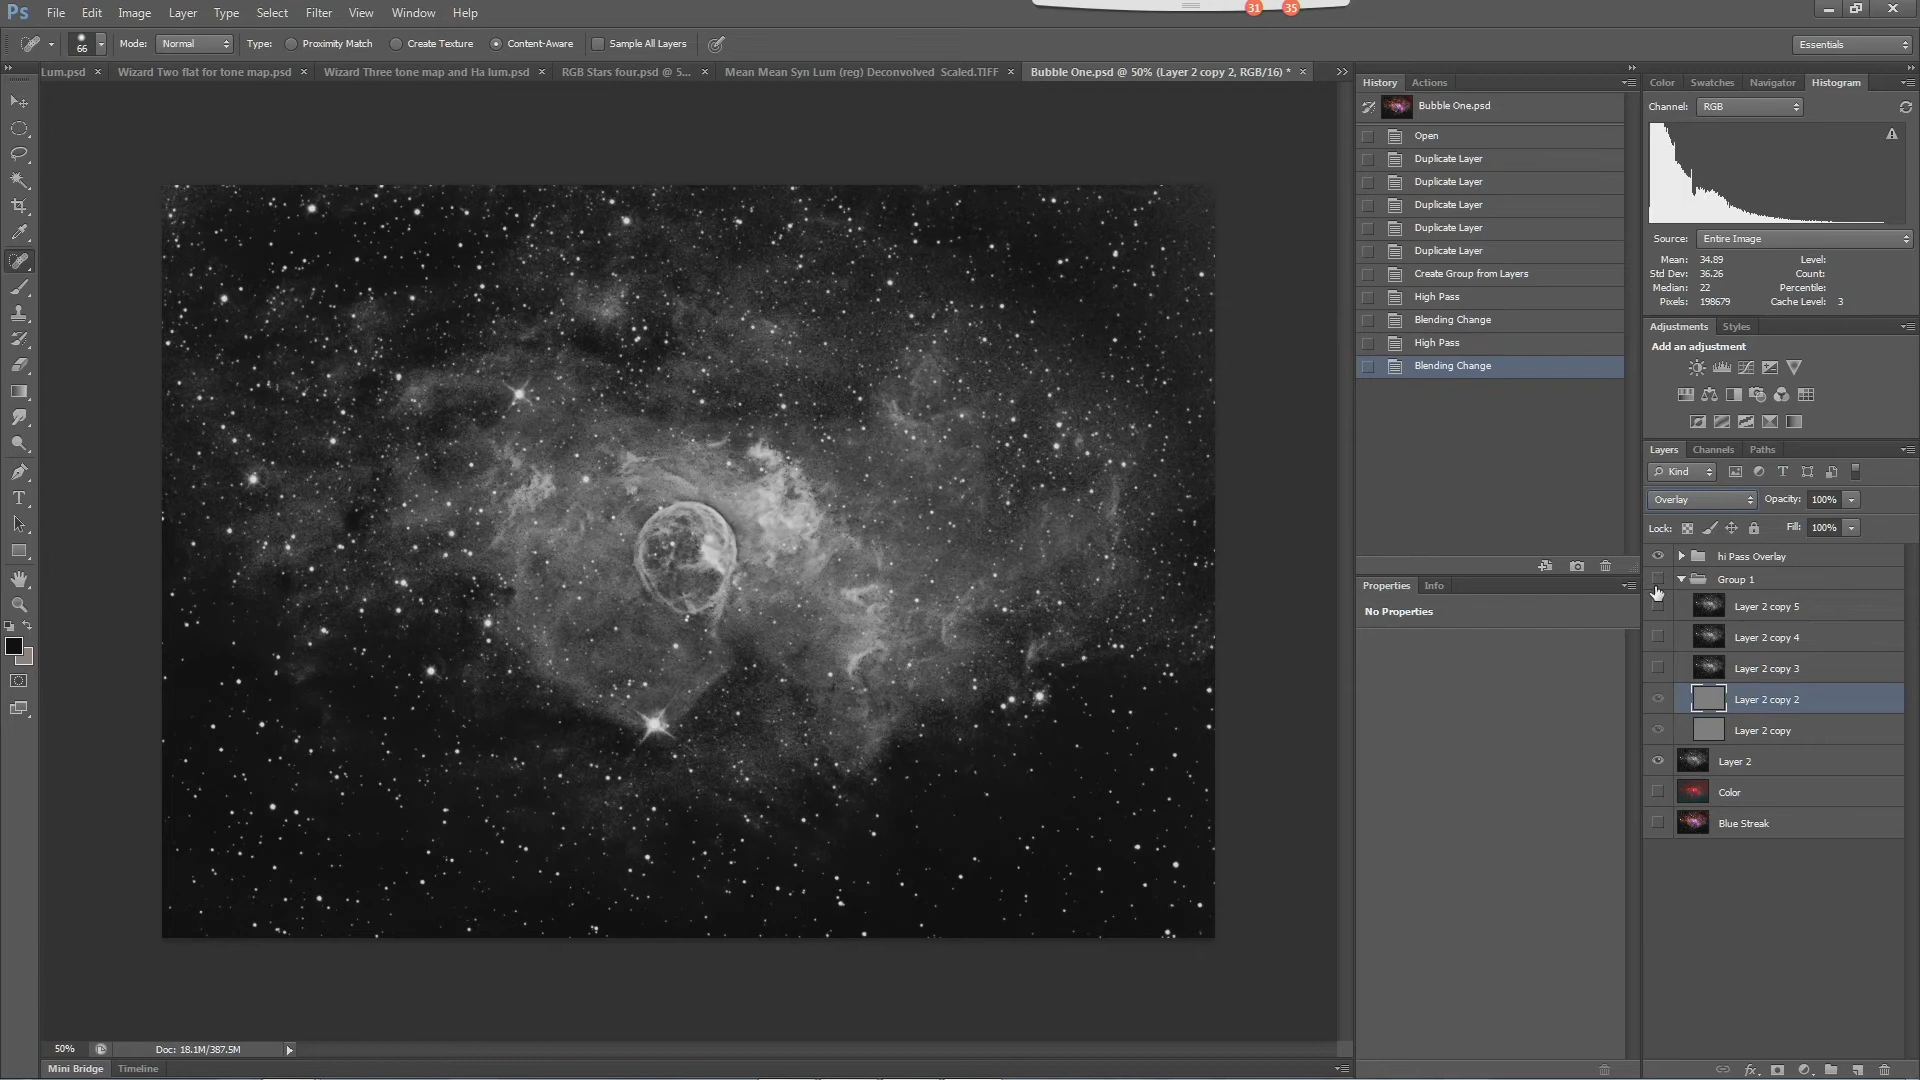 Ps File Edit Image Layer Type Select Filter View Window Help
31 35
66 Mode: Normal Type: Proximity Match Create Texture Content-Aware Sample All Layers Essentials
Lum.psd × Wizard Two flat for tone map.psd × Wizard Three tone map and Ha lum.psd × RGB Stars four.psd @ 5... × Mean Mean Syn Lum (reg) Deconvolved Scaled.TIFF × Bubble One.psd @ 50% (Layer 2 copy 2, RGB/16) * ×
History Actions
Bubble One.psd
Open
Duplicate Layer
Duplicate Layer
Duplicate Layer
Duplicate Layer
Duplicate Layer
Create Group from Layers
High Pass
Blending Change
High Pass
Blending Change
Properties Info
No Properties
Color Swatches Navigator Histogram
Channel: RGB
Source: Entire Image
Mean: 34.89 Level:
Std Dev: 36.26 Count:
Median: 22 Percentile:
Pixels: 198679 Cache Level: 3
Adjustments Styles
Add an adjustment
Layers Channels Paths
Kind
Overlay Opacity: 100%
Lock: Fill: 100%
hi Pass Overlay
Group 1
Layer 2 copy 5
Layer 2 copy 4
Layer 2 copy 3
Layer 2 copy 2
Layer 2 copy
Layer 2
Color
Blue Streak
T
50% Doc: 18.1M/387.5M
Mini Bridge Timeline
fx